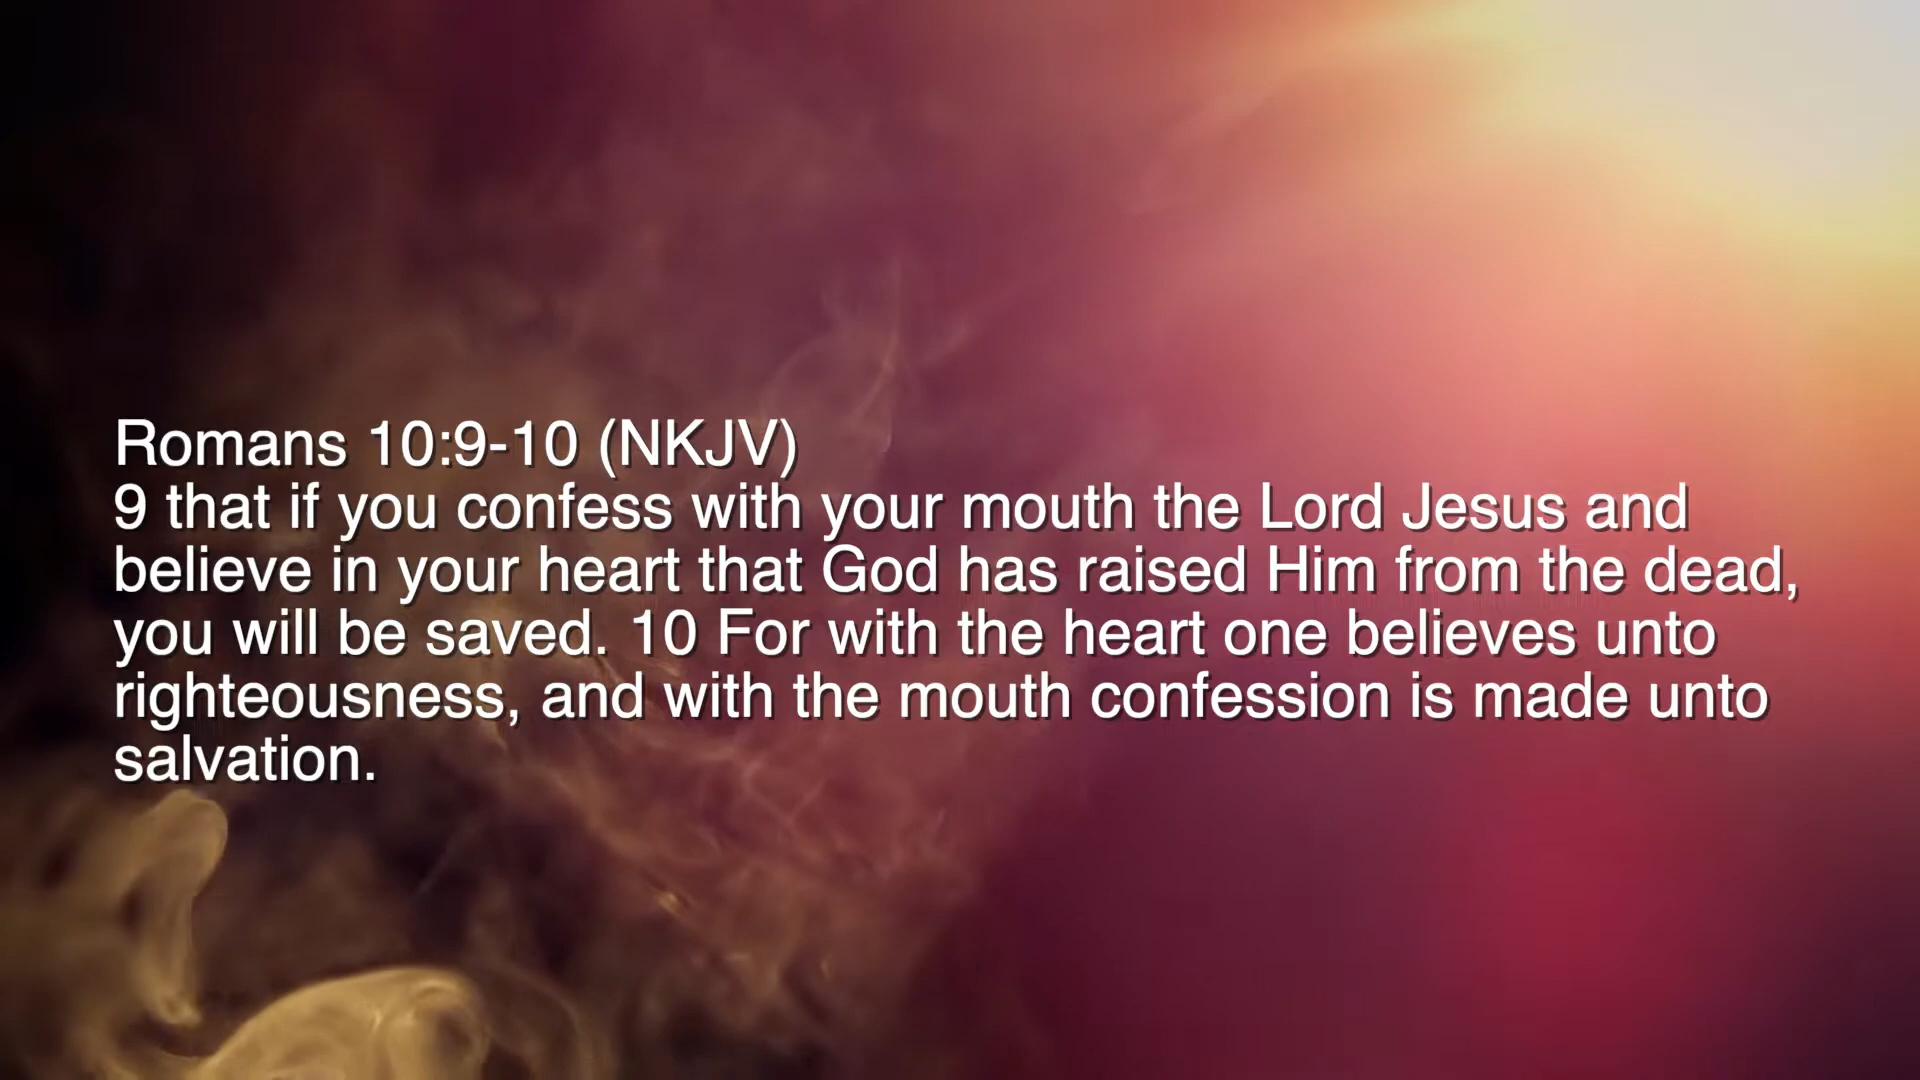 Romans 10:9-10 (NKJV)
9 that if you confess with your mouth the Lord Jesus and
believe in your heart that God has raised Him from the dead,
you will be saved. 10 For with the heart one believes unto
righteousness, and with the mouth confession is made unto
salvation.